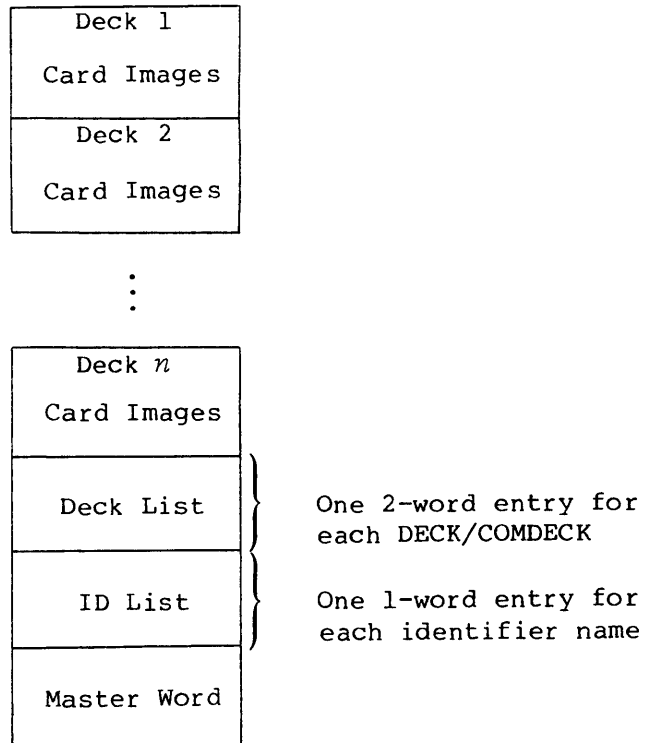 Deck 1
Card Images
Deck 2
Card Images
Deck n
Card Images
Deck List
One 2-word entry for
each DECK/COMDECK
ID List
One 1-word entry for
each identifier name
Master Word